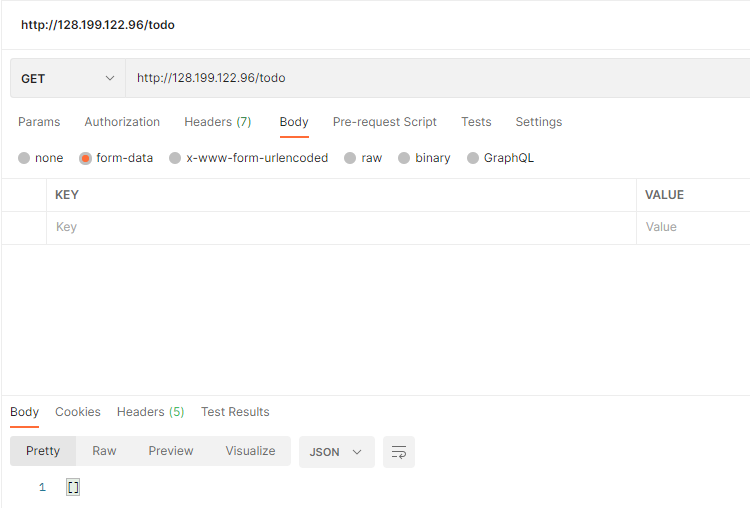 http://128.199.122.96/todo
GET http://128.199.122.96/todo
Params Authorization Headers (7) Body Pre-request Script Tests Settings
none form-data x-www-form-urlencoded raw binary GraphQL
KEY VALUE
Key Value
Body Cookies Headers (5) Test Results
Pretty Raw Preview Visualize JSON
1 []